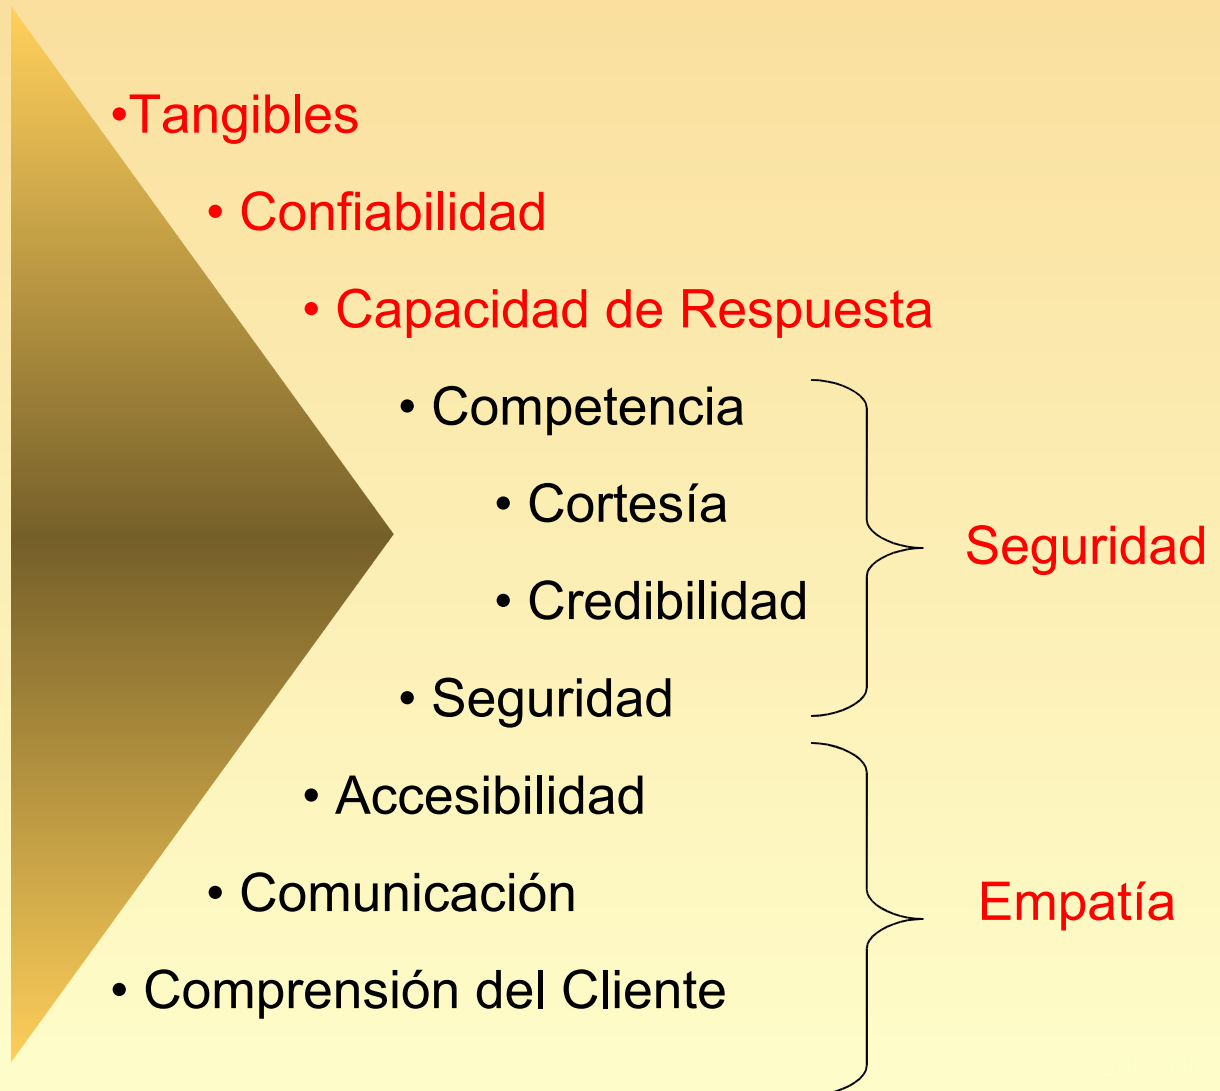 •Tangibles
• Confiabilidad
• Capacidad de Respuesta
• Competencia
• Cortesía
• Credibilidad
• Seguridad
Seguridad
• Accesibilidad
• Comunicación
• Comprensión del Cliente
Empatía